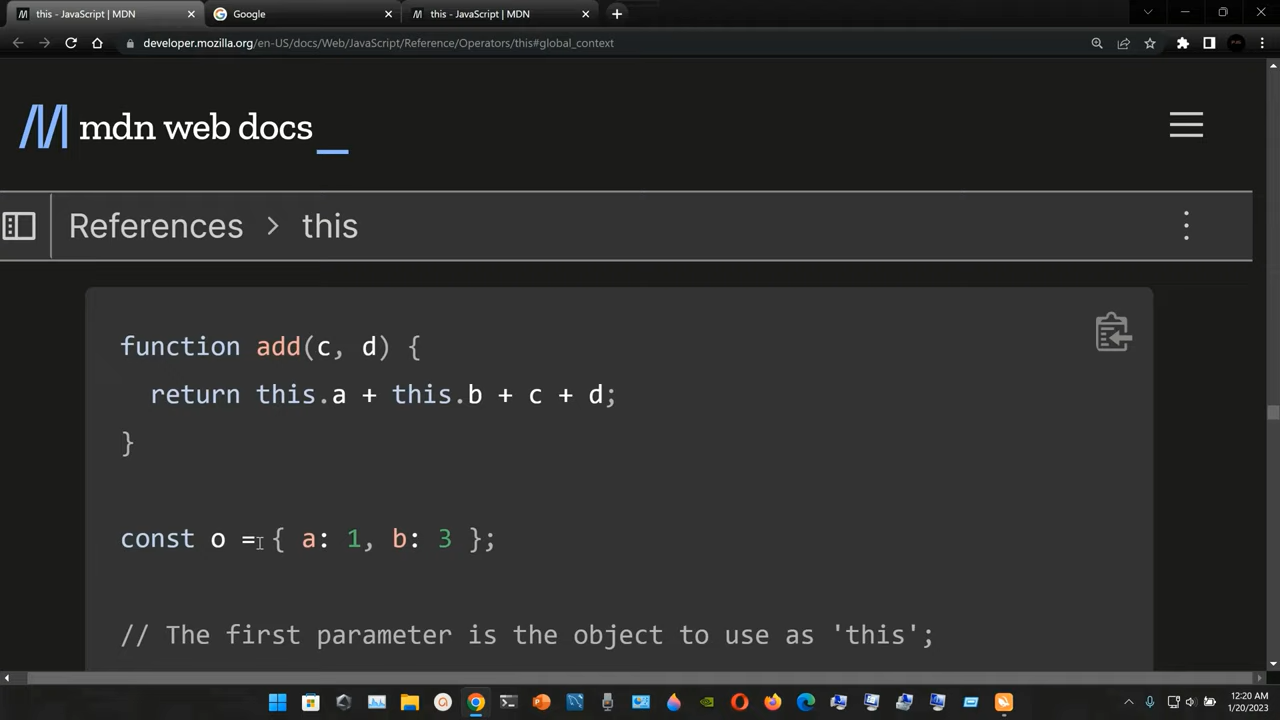 this - JavaScript | MDN
Google
this - JavaScript | MDN
developer.mozilla.org/en-US/docs/Web/JavaScript/Reference/Operators/this#global_context
mdn web docs_
References > this
function add(c, d) {
return this.a + this.b + c + d;
}
const o = { a: 1, b: 3 };
// The first parameter is the object to use as 'this';
12:20 AM
1/20/2023